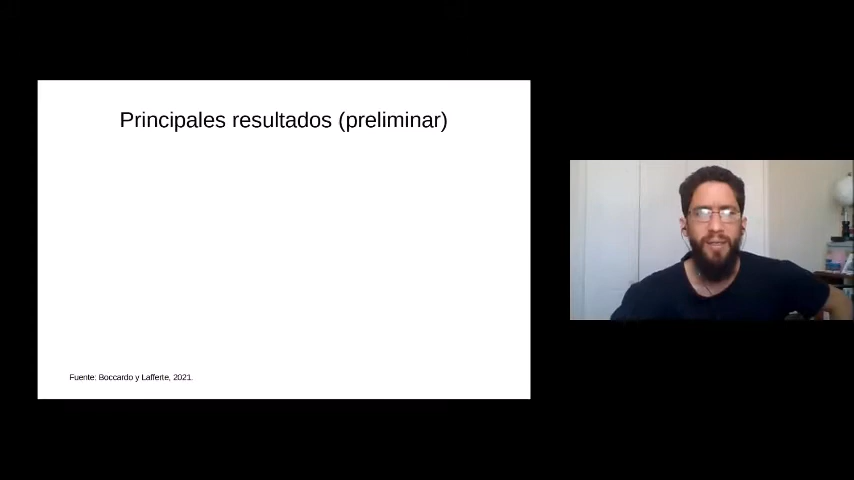 Principales resultados (preliminar)
Fuente: Boccardo y Lafferte, 2021.